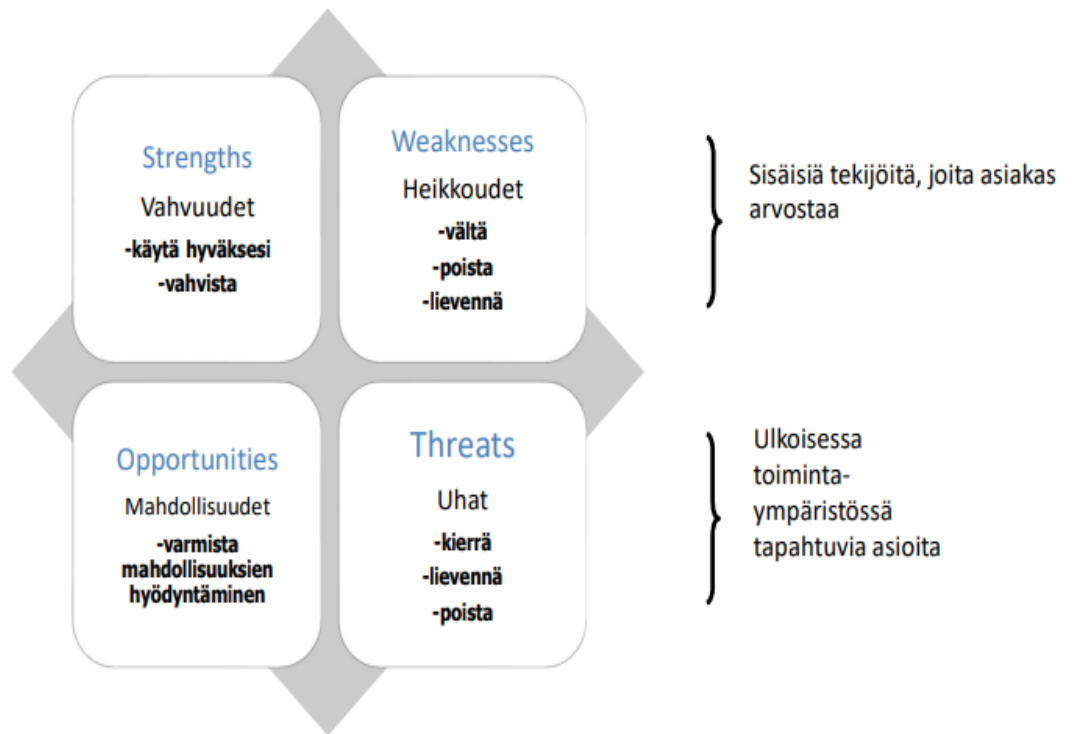 Strengths
Vahvuudet
-käytä hyväksesi
-vahvista
Weaknesses
Heikkoudet
-vältä
-poista
-lievennä
Sisäisiä tekijöitä, joita asiakas
arvostaa
Opportunities
Mahdollisuudet
-varmista
mahdollisuuksien
hyödyntäminen
Threats
Uhat
-kierrä
-lievennä
-poista
Ulkoisessa
toiminta-
ympäristössä
tapahtuvia asioita